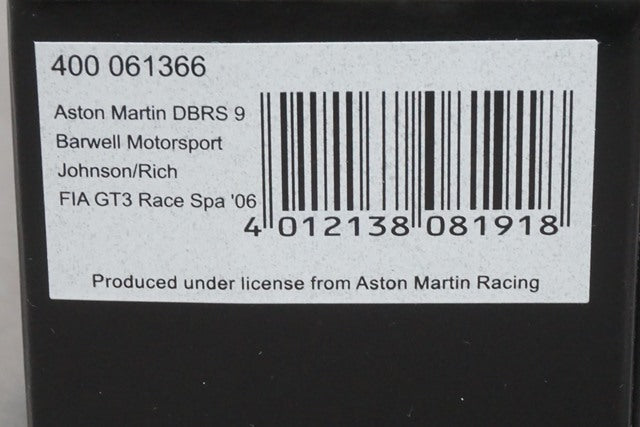 400 061366
Aston Martin DBRS 9
Barwell Motorsport
Johnson/Rich
FIA GT3 Race Spa '06
4 012138 081918
Produced under license from Aston Martin Racing